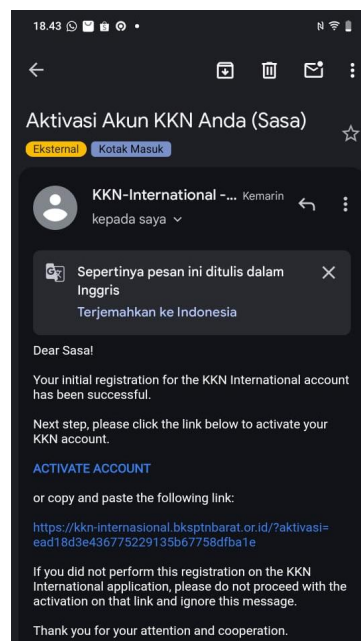 18.43
Aktivasi Akun KKN Anda (Sasa)
Eksternal Kotak Masuk
KKN-International -... Kemarin
kepada saya
Sepertinya pesan ini ditulis dalam
Inggris
Terjemahkan ke Indonesia
Dear Sasa!
Your initial registration for the KKN International account
has been successful.
Next step, please click the link below to activate your
KKN account.
ACTIVATE ACCOUNT
or copy and paste the following link:
https://kkn-internasional.bksptnbarat.or.id/?aktivasi=
ead18d3e436775229135b67758dfba1e
If you did not perform this registration on the KKN
International application, please do not proceed with the
activation on that link and ignore this message.
Thank you for your attention and cooperation.